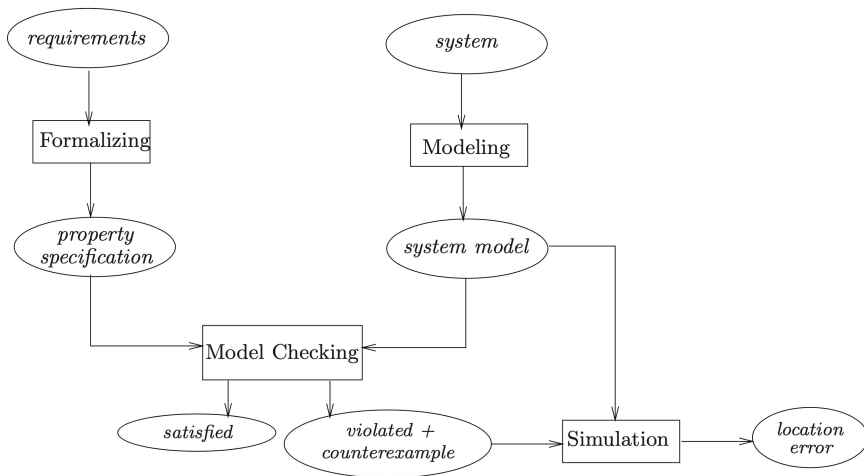 requirements
system
Formalizing
Modeling
property
specification
system model
Model Checking
satisfied
violated +
counterexample
Simulation
location
error